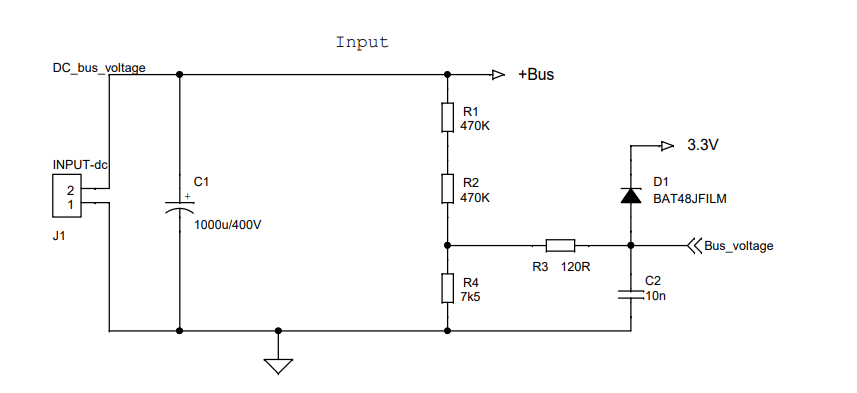 Input
DC_bus_voltage
+Bus
R1
470K
3.3V
INPUT-dc
C1
R2
470K
D1
BAT48JFILM
2
1
+
1000u/400V
J1
Bus_voltage
R3 120R
R4
7k5
C2
10n